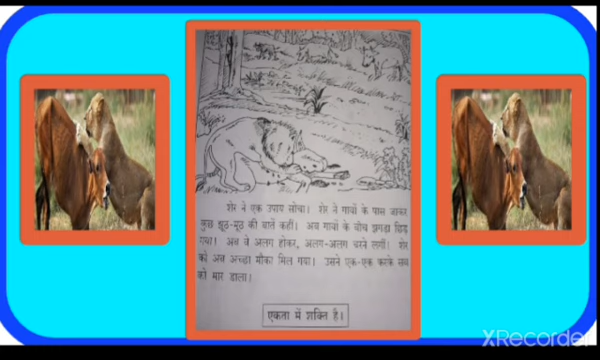 शेर ने एक उपाय सोचा। शेर ने गायों के पास जाकर
कुछ झूठ-मूठ की बातें कहीं। अब गायों के बीच झगड़ा छिड़
गया। अब वे अलग होकर, अलग-अलग चरने लगीं। शेर
को अब अच्छा मौका मिल गया। उसने एक-एक करके सब
को मार डाला।
एकता में शक्ति है।
XRecorder